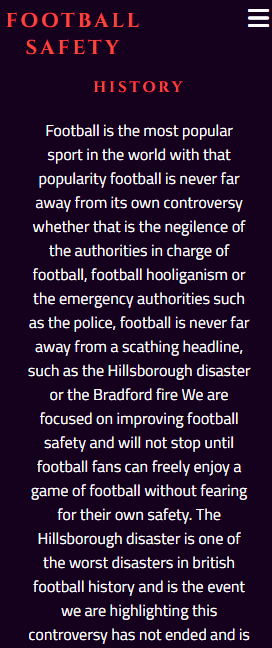 FOOTBALL
SAFETY
HISTORY
Football is the most popular
sport in the world with that
popularity football is never far
away from its own controversy
whether that is the negilence of
the authorities in charge of
football, football hooliganism or
the emergency authorities such
as the police, football is never far
away from a scathing headline,
such as the Hillsborough disaster
or the Bradford fire We are
focused on improving football
safety and will not stop until
football fans can freely enjoy a
game of football without fearing
for their own safety. The
Hillsborough disaster is one of
the worst disasters in british
football history and is the event
we are highlighting this
controversy has not ended and is